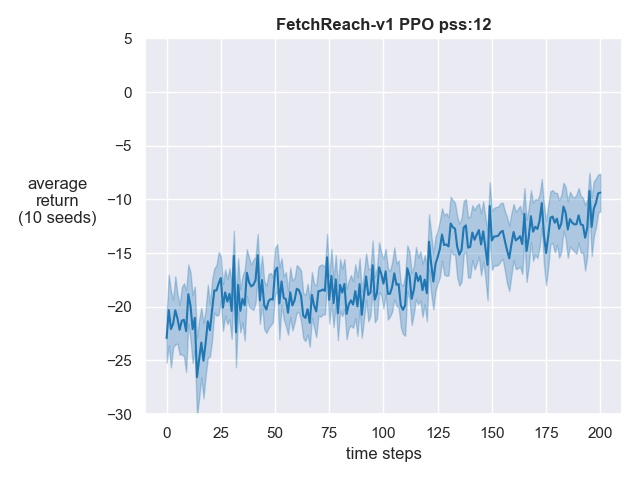 FetchReach-v1 PPO pss:12
5
0
−5
−10
−15
−20
−25
−30
average
return
(10 seeds)
0 25 50 75 100 125 150 175 200
time steps